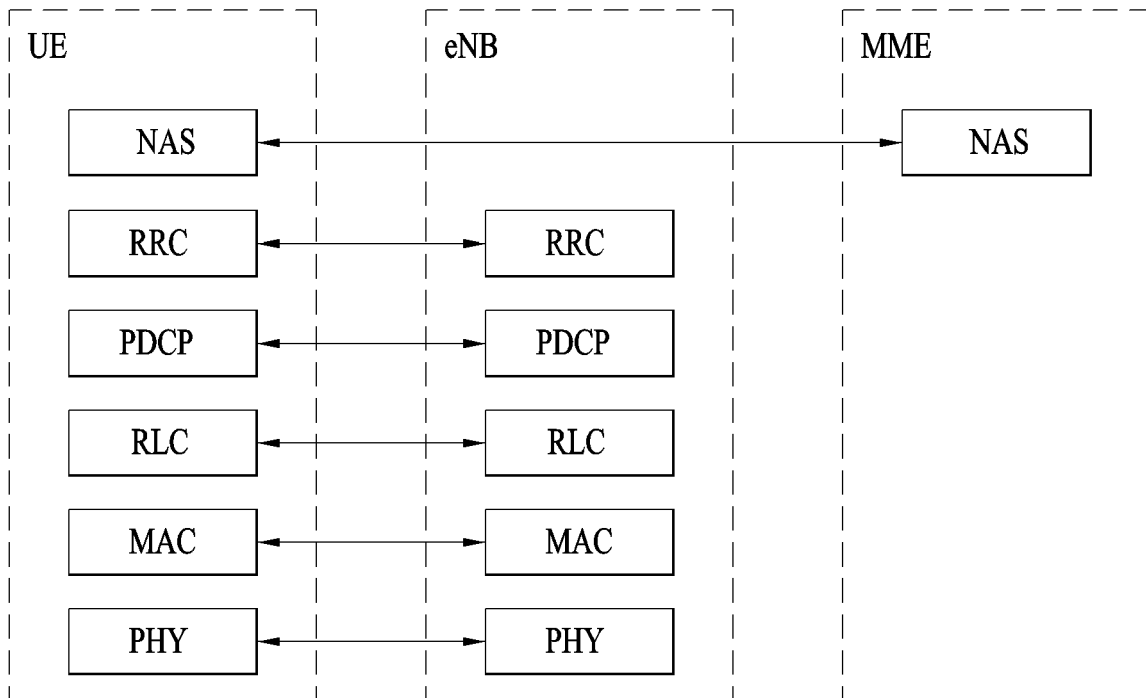 UE eNB MME
NAS NAS
RRC RRC
PDCP PDCP
RLC RLC
MAC MAC
PHY PHY